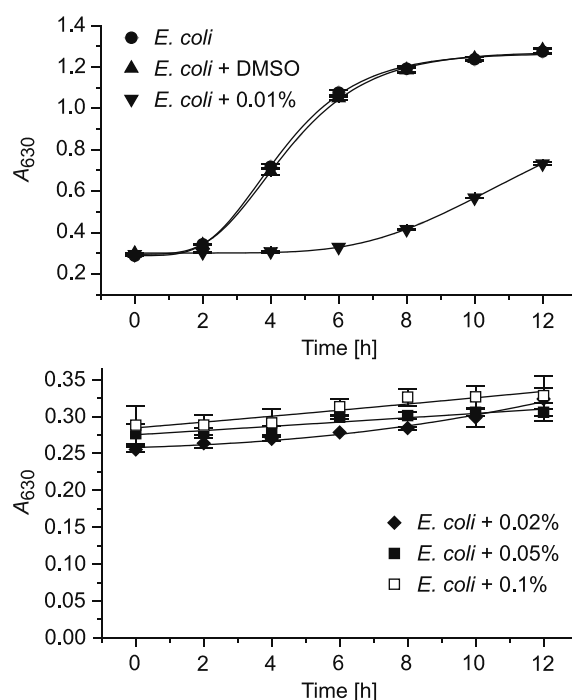 1.4
1.2
1.0
0.8
0.6
0.4
0.2
A630
E. coli
E. coli + DMSO
E. coli + 0.01%
0 2 4 6 8 10 12
Time [h]
0.35
0.30
0.25
0.20
0.15
0.10
0.05
0.00
A630
E. coli + 0.02%
E. coli + 0.05%
E. coli + 0.1%
0 2 4 6 8 10 12
Time [h]